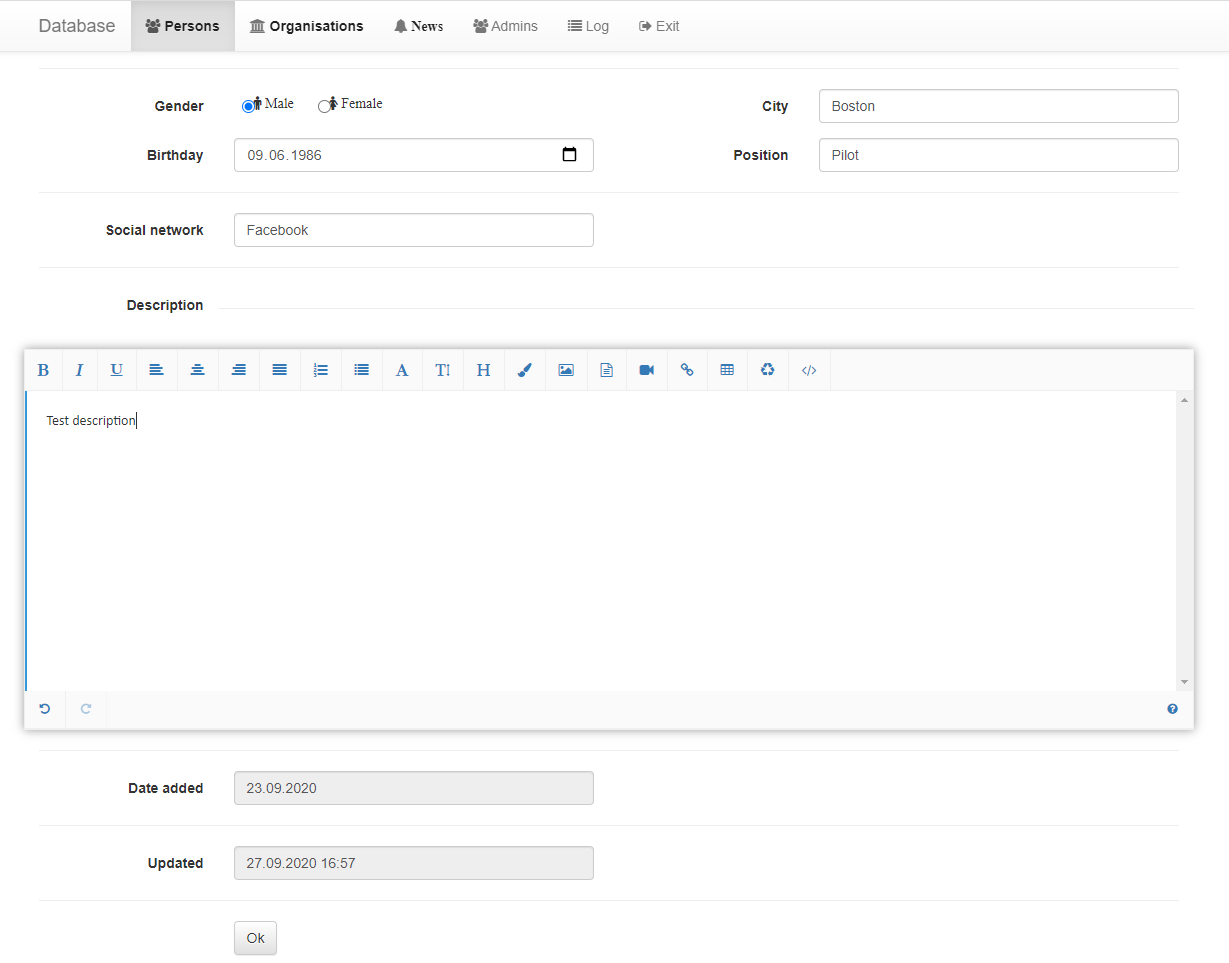 Database Persons Organisations News Admins Log Exit
Gender Male Female City Boston
Birthday 09.06.1986 Position Pilot
Social network Facebook
Description
B I U A TI H </>
Test description
?
Date added 23.09.2020
Updated 27.09.2020 16:57
Ok